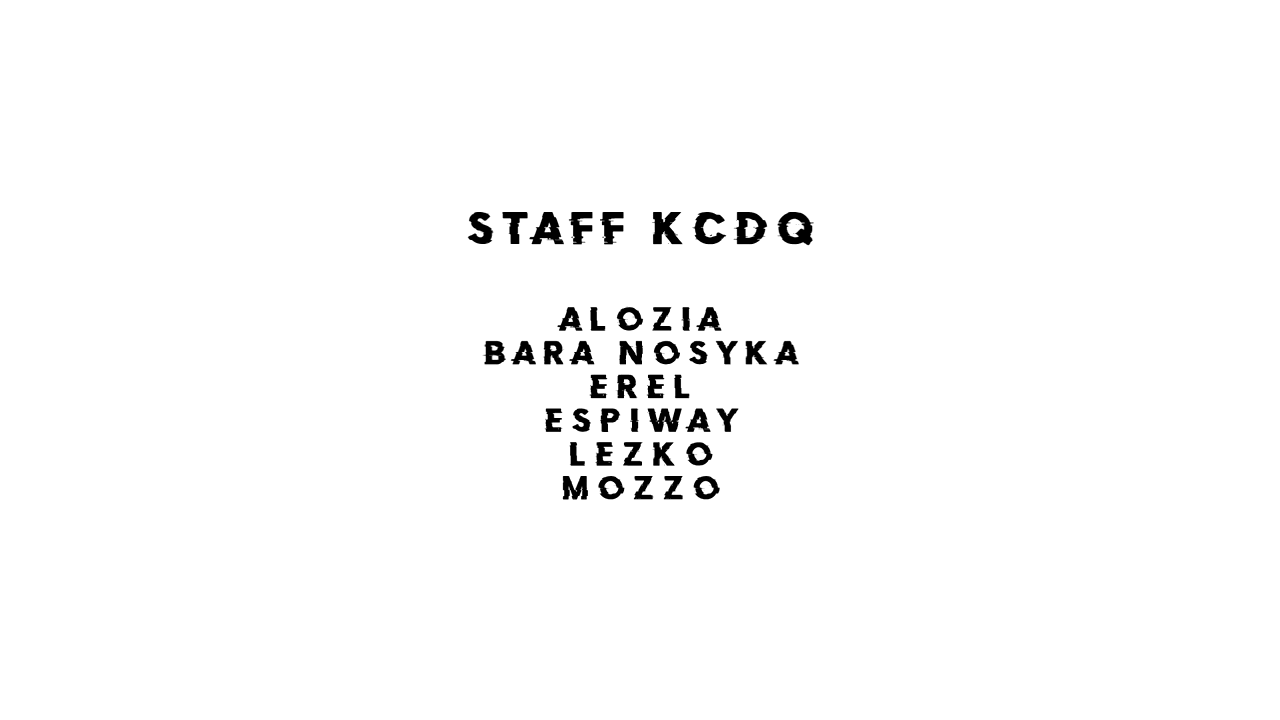 STAFF KCDQ
ALOZIA
BARA NOSYKA
EREL
ESPIWAY
LEZKO
MOZZO